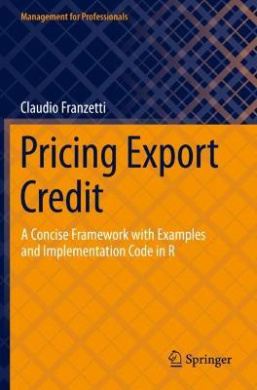 Management for Professionals
Claudio Franzetti
Pricing Export
Credit
A Concise Framework with Examples
and Implementation Code in R
Springer